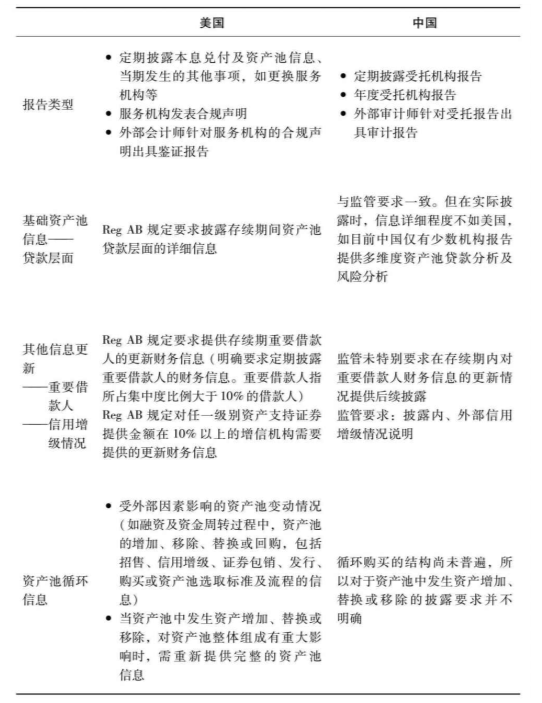 美国 中国
报告类型
● 定期披露本息兑付及资产池信息、
当期发生的其他事项，如更换服务
机构等
● 服务机构发表合规声明
● 外部会计师针对服务机构的合规声
明出具鉴证报告
● 定期披露受托机构报告
● 年度受托机构报告
● 外部审计师针对受托报告出
具审计报告
基础资产池
信息——
贷款层面
Reg AB 规定要求披露存续期间资产池
贷款层面的详细信息
与监管要求一致。但在实际披
露时，信息详细程度不如美国，
如目前中国仅有少数机构报告
提供多维度资产池贷款分析及
风险分析
其他信息更
新
——重要借
款人
——信用增
级情况
Reg AB 规定要求提供存续期重要借款
人的更新财务信息（明确要求定期披露
重要借款人的财务信息。重要借款人指
所占集中度比例大于 10% 的借款人）
Reg AB 规定对任一级别资产支持证券
提供金额在 10% 以上的增信机构需要
提供的更新财务信息
监管未特别要求在存续期内对
重要借款人财务信息的更新情
况提供后续披露
监管要求：披露内、外部信用
增级情况说明
资产池循环
信息
● 受外部因素影响的资产池变动情况
（如融资及资金周转过程中，资产池
的增加、移除、替换或回购，包括
招售、信用增级、证券包销、发行、
购买或资产池选取标准及流程的信
息）
● 当资产池中发生资产增加、替换或
移除，对资产池整体组成有重大影
响时，需重新提供完整的资产池
信息
循环购买的结构尚未普遍，所
以对于资产池中发生资产增加、
替换或移除的披露要求并不
明确